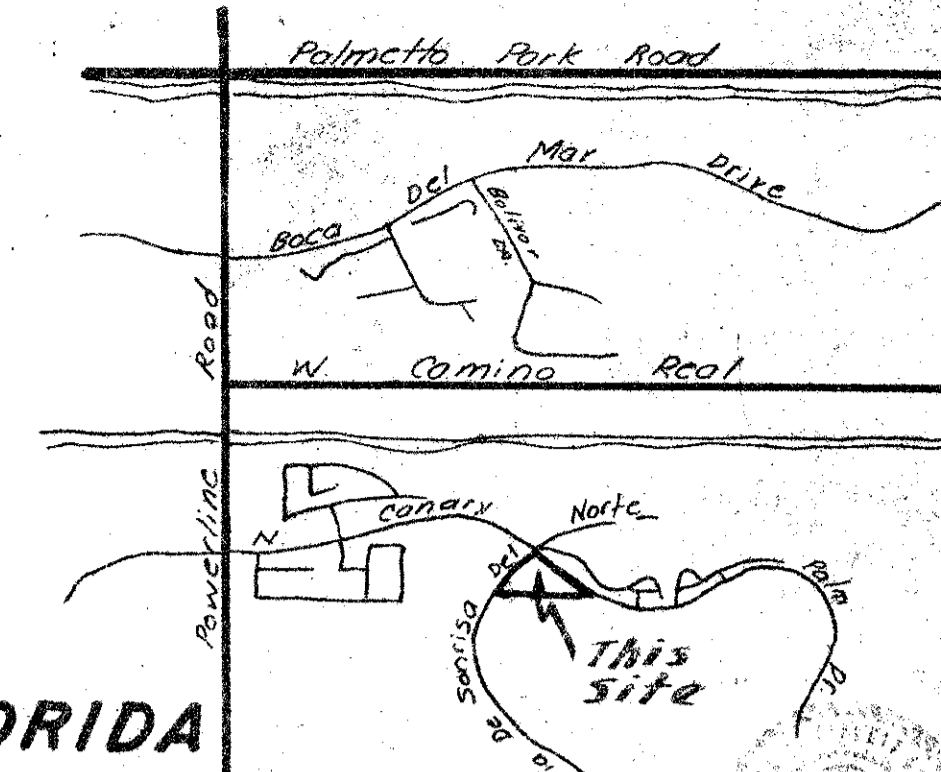 Palmetto Park Road
Boca Del Mar Drive
Bolivar
Powerline Road
W. Camino Real
N. Canary Palm Dr.
Del Norte
Sonrisa
De
This
Site
ORIDA